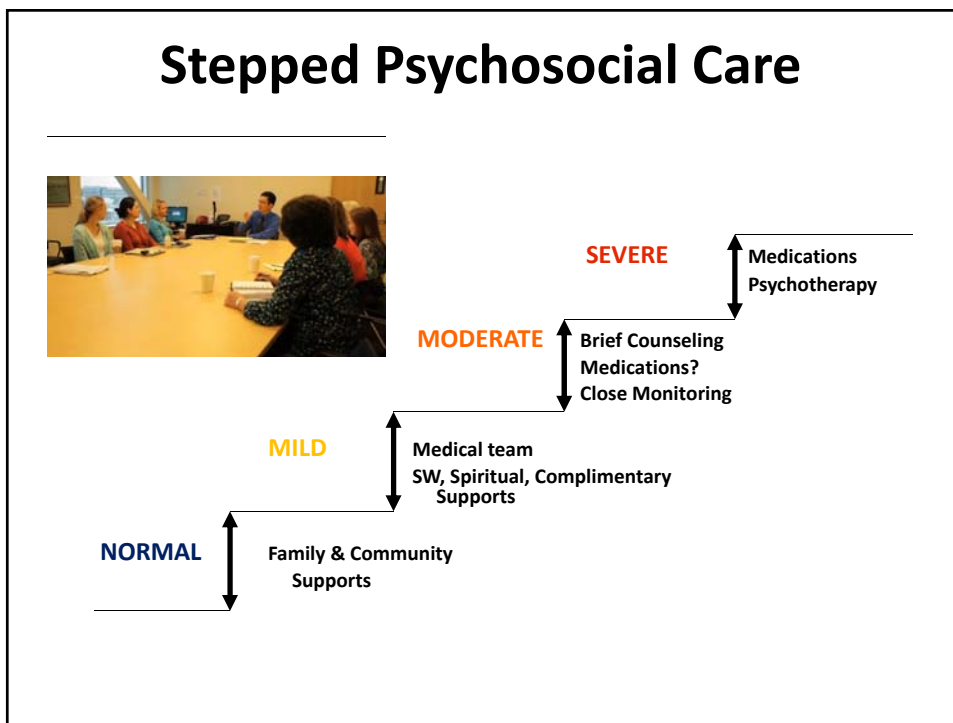 Stepped Psychosocial Care
SEVERE
Medications
Psychotherapy
MODERATE
Brief Counseling
Medications?
Close Monitoring
MILD
Medical team
SW, Spiritual, Complimentary
Supports
NORMAL
Family & Community
Supports